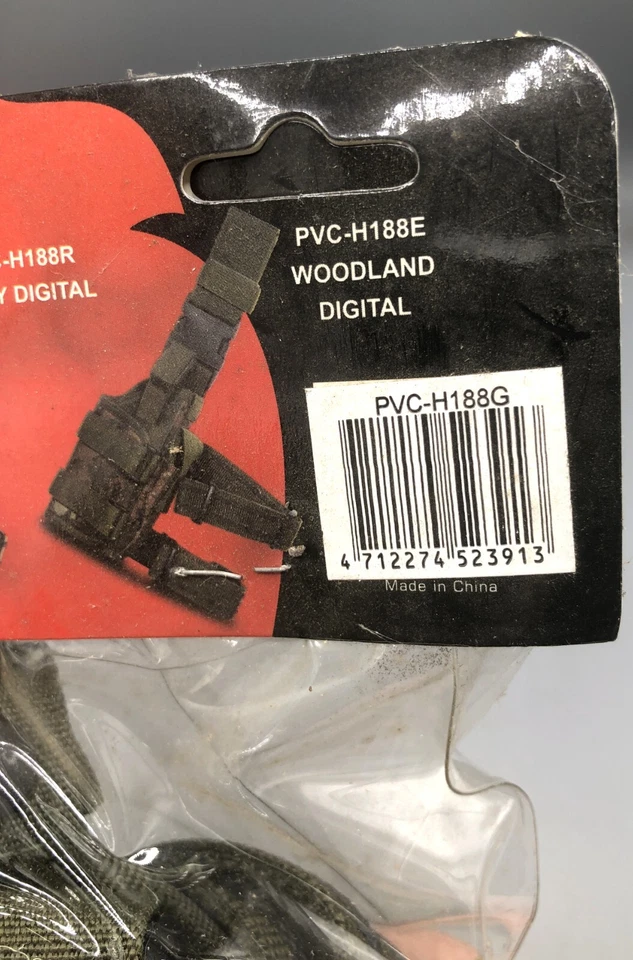 -H188R
Y DIGITAL
PVC-H188E
WOODLAND
DIGITAL
PVC-H188G
4 712274 523913
Made in China